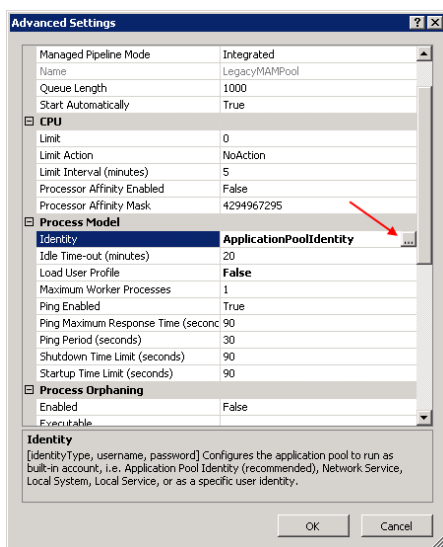 Advanced Settings
Managed Pipeline Mode Integrated
Name LegacyMAMPool
Queue Length 1000
Start Automatically True
CPU
Limit 0
Limit Action NoAction
Limit Interval (minutes) 5
Processor Affinity Enabled False
Processor Affinity Mask 4294967295
Process Model
Identity ApplicationPoolIdentity ...
Idle Time-out (minutes) 20
Load User Profile False
Maximum Worker Processes 1
Ping Enabled True
Ping Maximum Response Time (seconc 90
Ping Period (seconds) 30
Shutdown Time Limit (seconds) 90
Startup Time Limit (seconds) 90
Process Orphaning
Enabled False
Executable
Identity
[identityType, username, password] Configures the application pool to run as
built-in account, i.e. Application Pool Identity (recommended), Network Service,
Local System, Local Service, or as a specific user identity.
OK Cancel